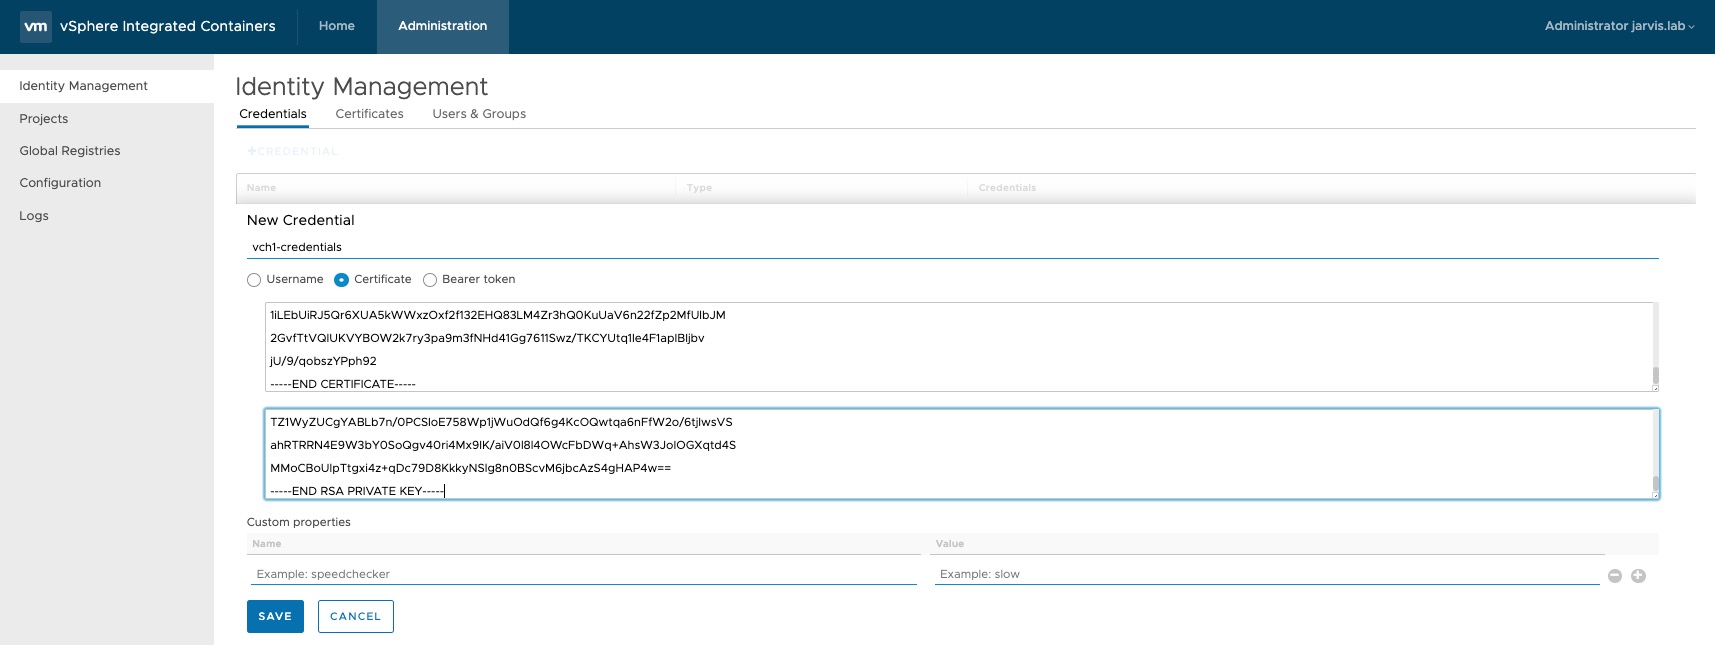 vm vSphere Integrated Containers Home Administration Administrator jarvis.lab
Identity Management
Projects
Global Registries
Configuration
Logs
Identity Management
Credentials Certificates Users & Groups
+CREDENTIAL
Name Type Credentials
New Credential
vch1-credentials
Username Certificate Bearer token
1iLEbUiRJ5Qr6XUA5kWWxzOxf2f132EHQ83LM4Zr3hQ0KuUaV6n22fZp2MfUIbJM
2GvfTtVQlUKVYBOW2k7ry3pa9m3fNHd41Gg7611Swz/TKCYUtq1Ie4F1aplBljbv
jU/9/qobszYPph92
-----END CERTIFICATE-----
TZ1WyZUCgYABLb7n/0PCSloE758Wp1jWuOdQf6g4KcOQwtqa6nFfW2o/6tjlwsVS
ahRTRRN4E9W3bY0SoQgv40ri4Mx9lK/aiV0l8l4OWcFbDWq+AhsW3JolOGXqtd4S
MMoCBoUlpTtgxi4z+qDc79D8KkkyNSlg8n0BScvM6jbcAzS4gHAP4w==
-----END RSA PRIVATE KEY-----
Custom properties
Name Value
Example: speedchecker Example: slow
SAVE CANCEL